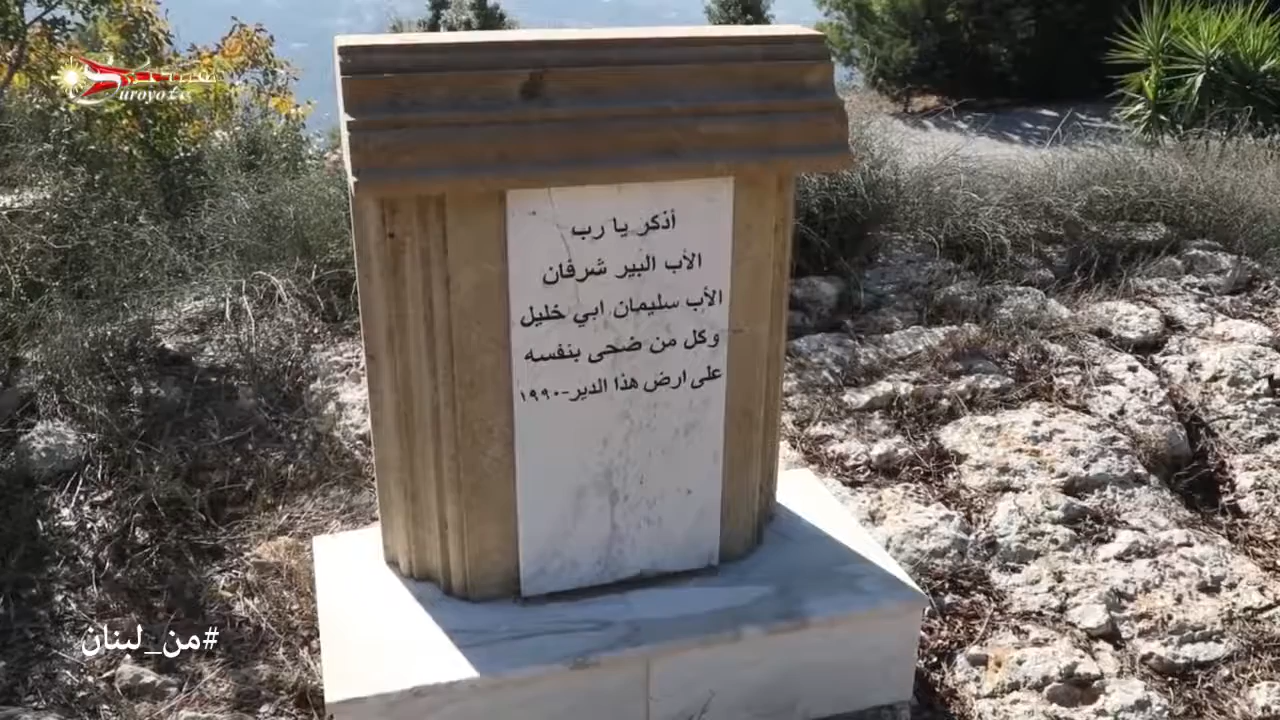 أذكر يا رب
الأب البير شرفان
الأب سليمان ابي خليل
وكل من ضحى بنفسه
على ارض هذا الدير-١٩٩٠
#من_لبنان